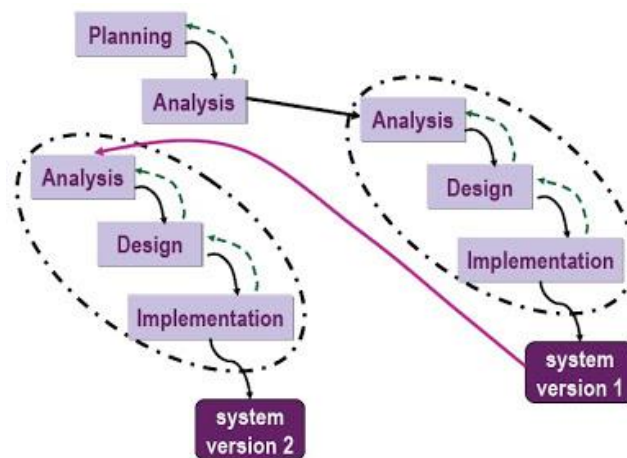 Planning
Analysis
Analysis
Design
Implementation
system
version 1
Analysis
Design
Implementation
system
version 2